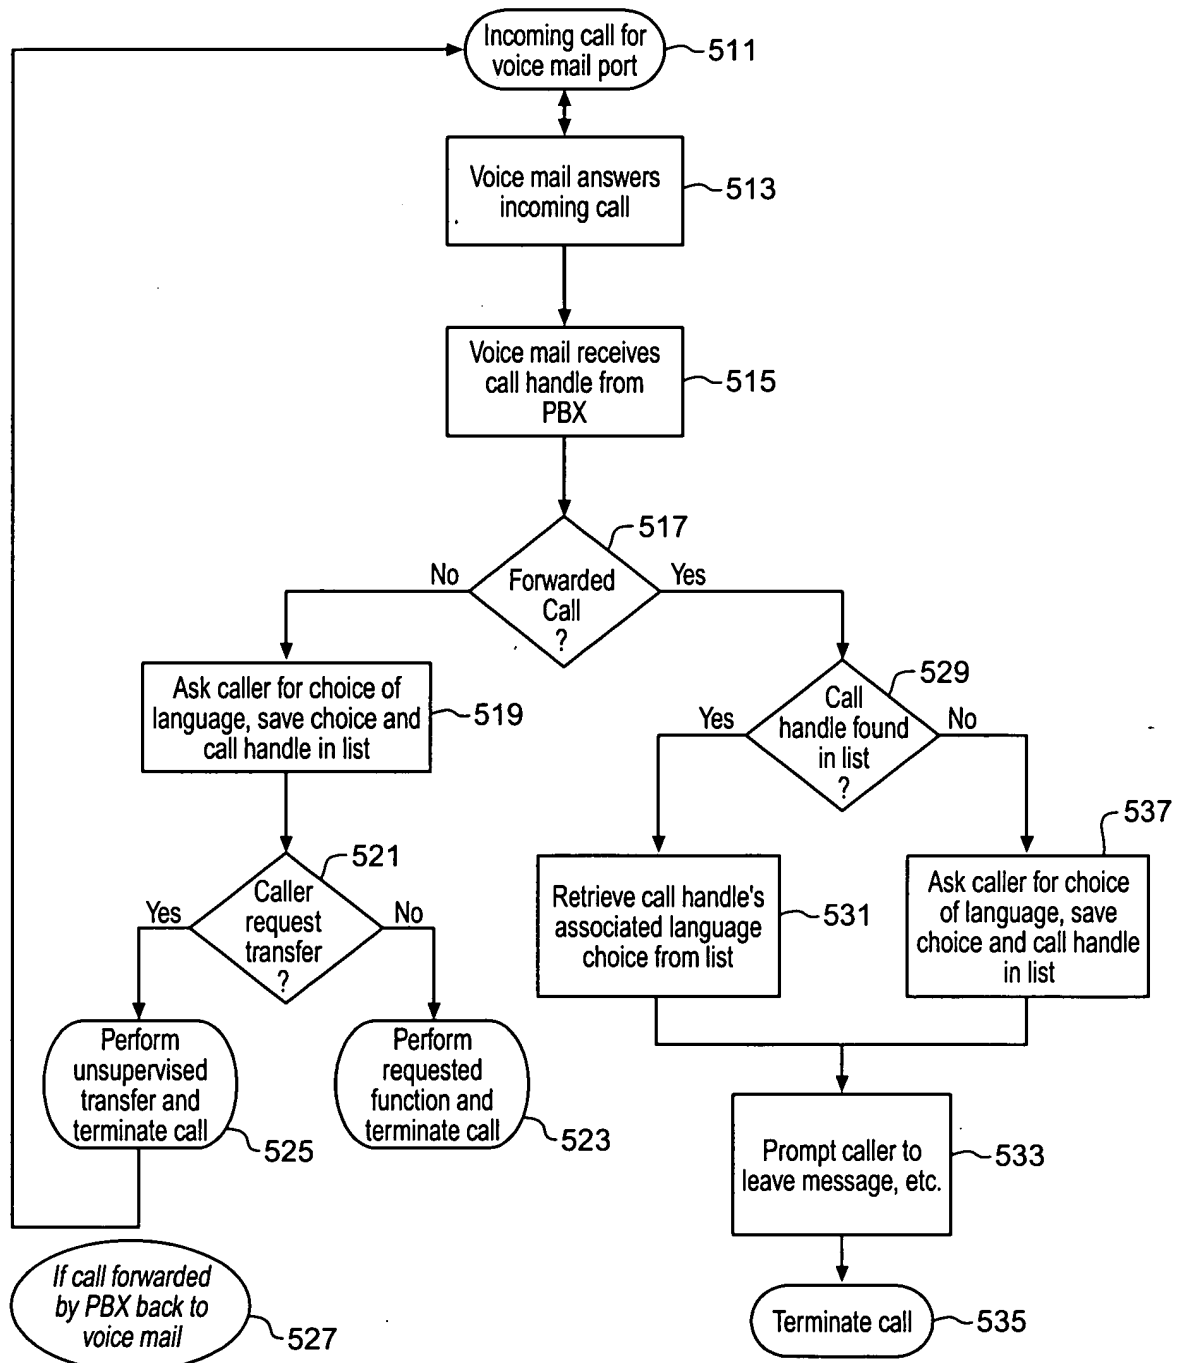 Incoming call for
voice mail port
511
Voice mail answers
incoming call
513
Voice mail receives
call handle from
PBX
515
517
No
Forwarded
Call
?
Yes
Ask caller for choice of
language, save choice and
call handle in list
519
529
Yes
Call
handle found
in list
?
No
521
Yes
Caller
request
transfer
?
No
537
Retrieve call handle's
associated language
choice from list
531
Ask caller for choice
of language, save
choice and call handle
in list
Perform
unsupervised
transfer and
terminate call
525
Perform
requested
function and
terminate call
523
Prompt caller to
leave message, etc.
533
If call forwarded
by PBX back to
voice mail
527
Terminate call
535